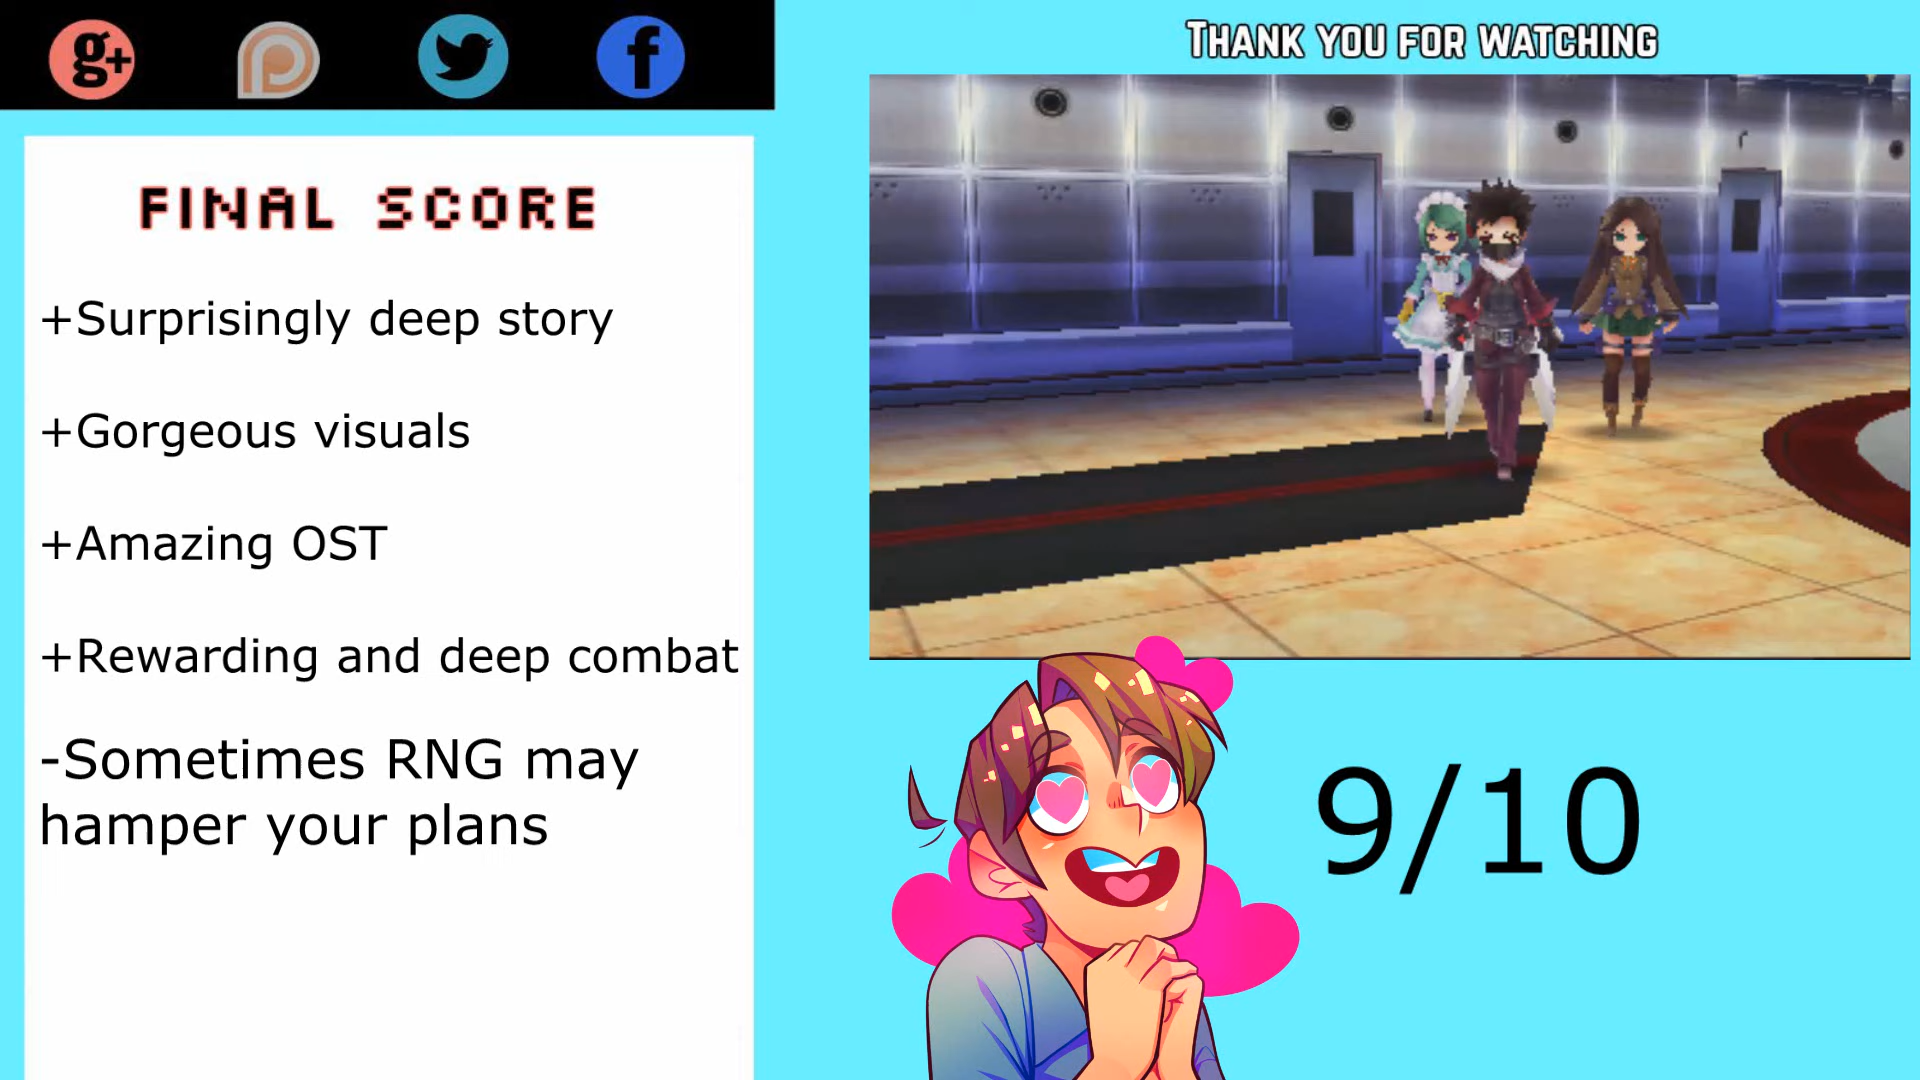 g+
f
THANK YOU FOR WATCHING
FINAL SCORE
+Surprisingly deep story
+Gorgeous visuals
+Amazing OST
+Rewarding and deep combat
-Sometimes RNG may
hamper your plans
9/10